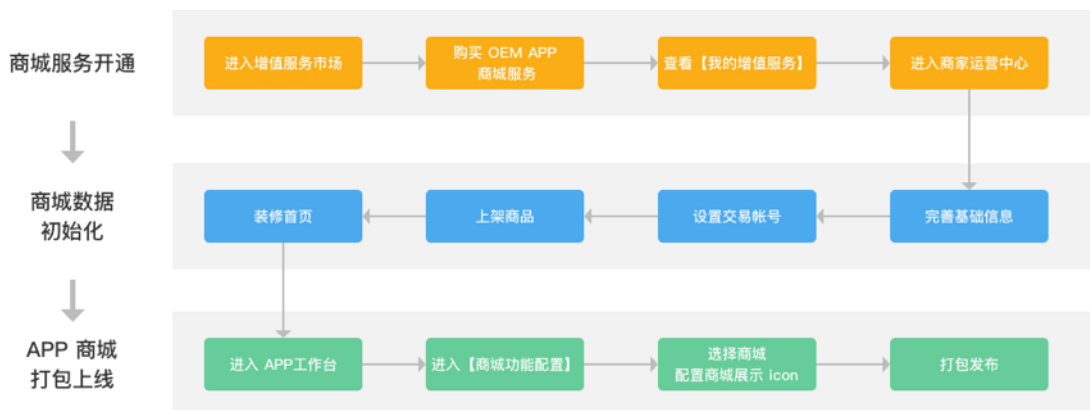 商城服务开通
进入增值服务市场
购买 OEM APP
商城服务
查看【我的增值服务】
进入商家运营中心
商城数据
初始化
装修首页
上架商品
设置交易帐号
完善基础信息
APP 商城
打包上线
进入 APP工作台
进入【商城功能配置】
选择商城
配置商城展示 icon
打包发布